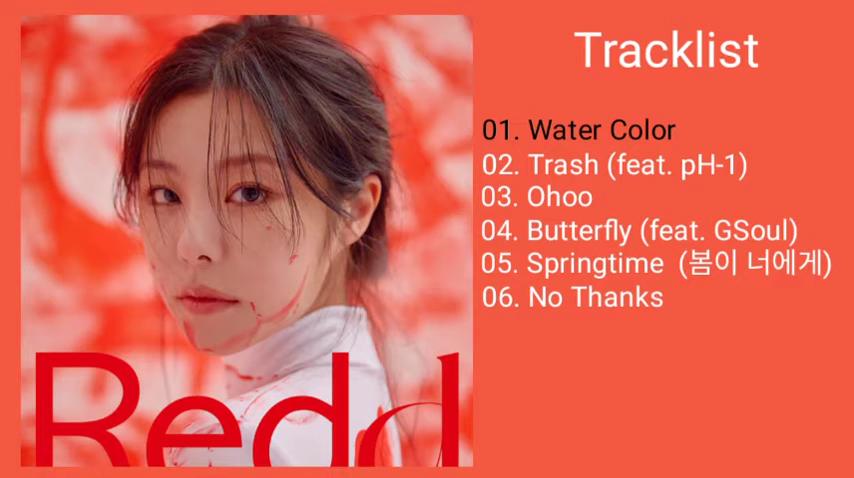 Tracklist
01. Water Color
02. Trash (feat. pH-1)
03. Ohoo
04. Butterfly (feat. GSoul)
05. Springtime (봄이 너에게)
06. No Thanks
Redd